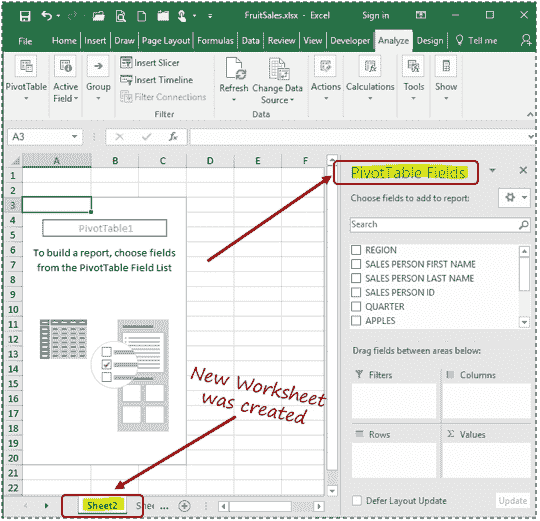 FruitSales.xlsx - Excel
Sign in
File Home Insert Draw Page Layout Formulas Data Review View Developer Analyze Design Tell me
PivotTable
Active Field
Group
Insert Slicer
Insert Timeline
Filter Connections
Filter
Refresh
Change Data Source
Data
Actions
Calculations
Tools
Show
A3
fx
A B C D E F
1
2
3
4
5
6
7
8
9
10
11
12
13
14
15
16
17
18
19
20
21
22
PivotTable1
To build a report, choose fields
from the PivotTable Field List
New Worksheet
was created
Sheet2
...
PivotTable Fields
Choose fields to add to report:
Search
REGION
SALES PERSON FIRST NAME
SALES PERSON LAST NAME
SALES PERSON ID
QUARTER
APPLES
Drag fields between areas below:
Filters
Columns
Rows
Σ Values
Defer Layout Update
Update